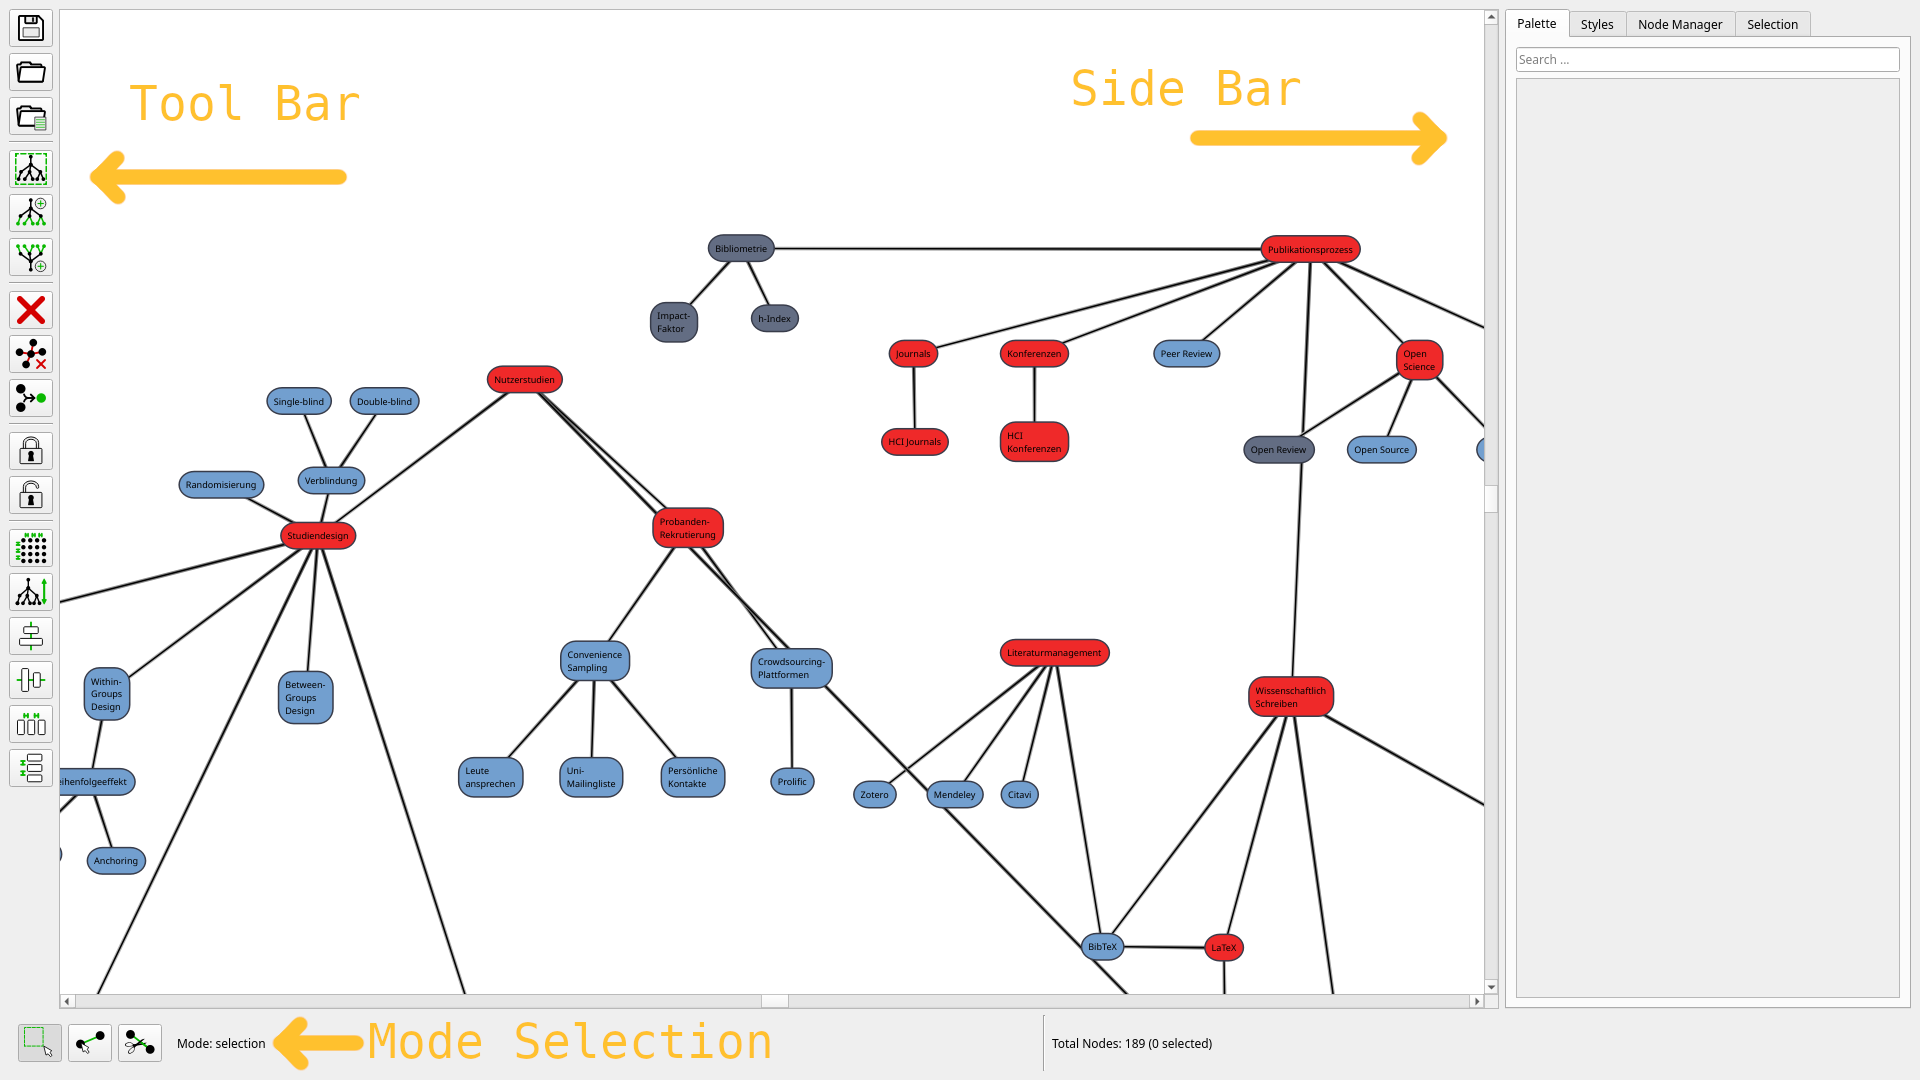 Palette
Styles
Node Manager
Selection
Search ...
Tool Bar
Side Bar
Bibliometrie
Publikationsprozess
Impact-
Faktor
h-Index
Journals
Konferenzen
Peer Review
Open
Science
Nutzerstudien
Single-blind
Double-blind
HCI Journals
HCI
Konferenzen
Open Review
Open Source
Randomisierung
Verblindung
Studiendesign
Probanden-
Rekrutierung
Convenience
Sampling
Crowdsourcing-
Plattformen
Literaturmanagement
Wissenschaftlich
Schreiben
Within-
Groups
Design
Between-
Groups
Design
eihenfolgeeffekt
Leute
ansprechen
Uni-
Mailingliste
Persönliche
Kontakte
Prolific
Zotero
Mendeley
Citavi
Anchoring
BibTeX
LaTeX
Mode: selection
Mode Selection
Total Nodes: 189 (0 selected)